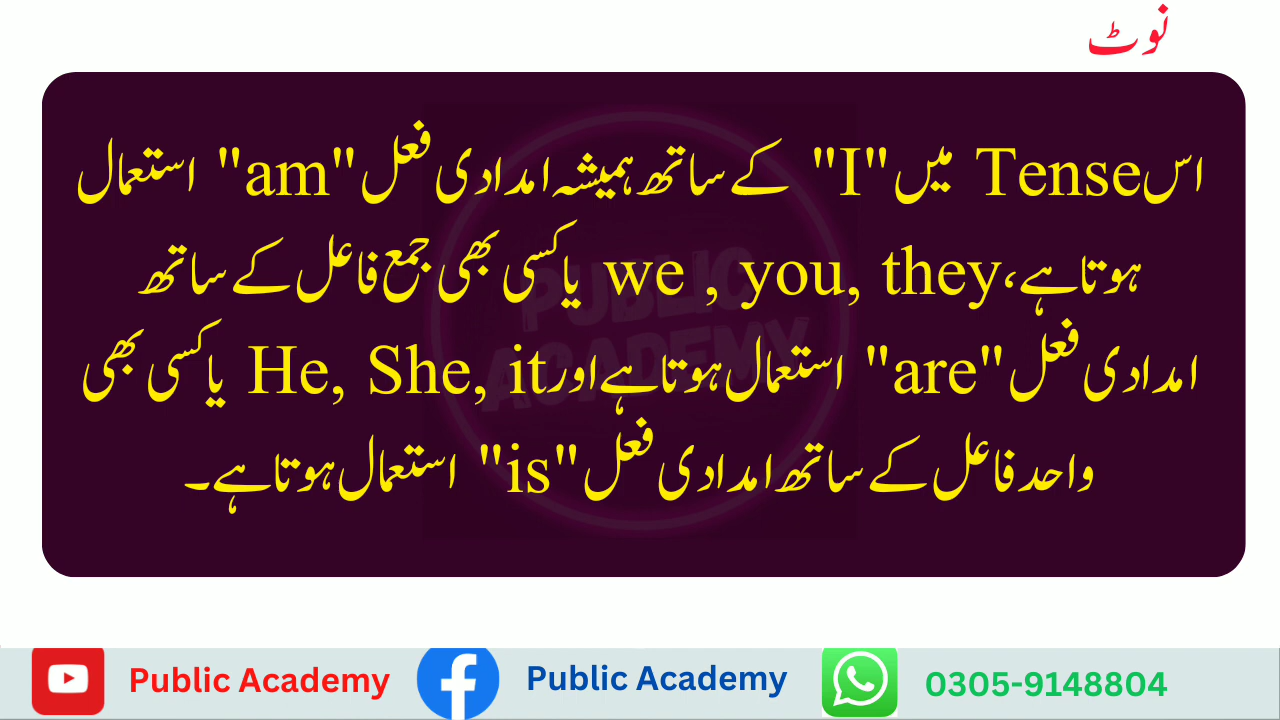 نوٹ
اس Tense میں "I" کے ساتھ ہمیشہ امدادی فعل "am" استعمال
ہوتا ہے، we , you, they یا کسی بھی جمع فاعل کے ساتھ
امدادی فعل "are" استعمال ہوتا ہے اور He, She, it یا کسی بھی
واحد فاعل کے ساتھ امدادی فعل "is" استعمال ہوتا ہے۔
PUBLIC
ACADEMY
Public Academy
Public Academy
0305-9148804